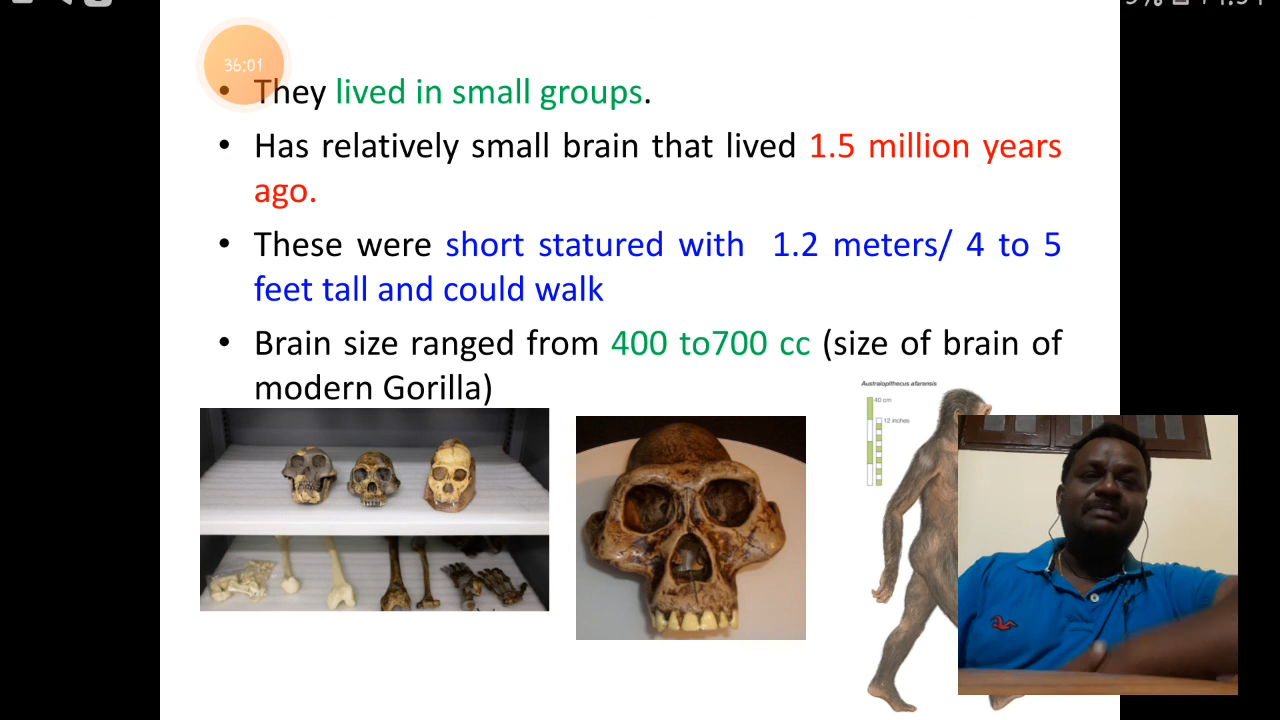 36:01
• They lived in small groups.
• Has relatively small brain that lived 1.5 million years
ago.
• These were short statured with 1.2 meters/ 4 to 5
feet tall and could walk
• Brain size ranged from 400 to700 cc (size of brain of
modern Gorilla)
Australopithecus afarensis
40 cm
12 inches